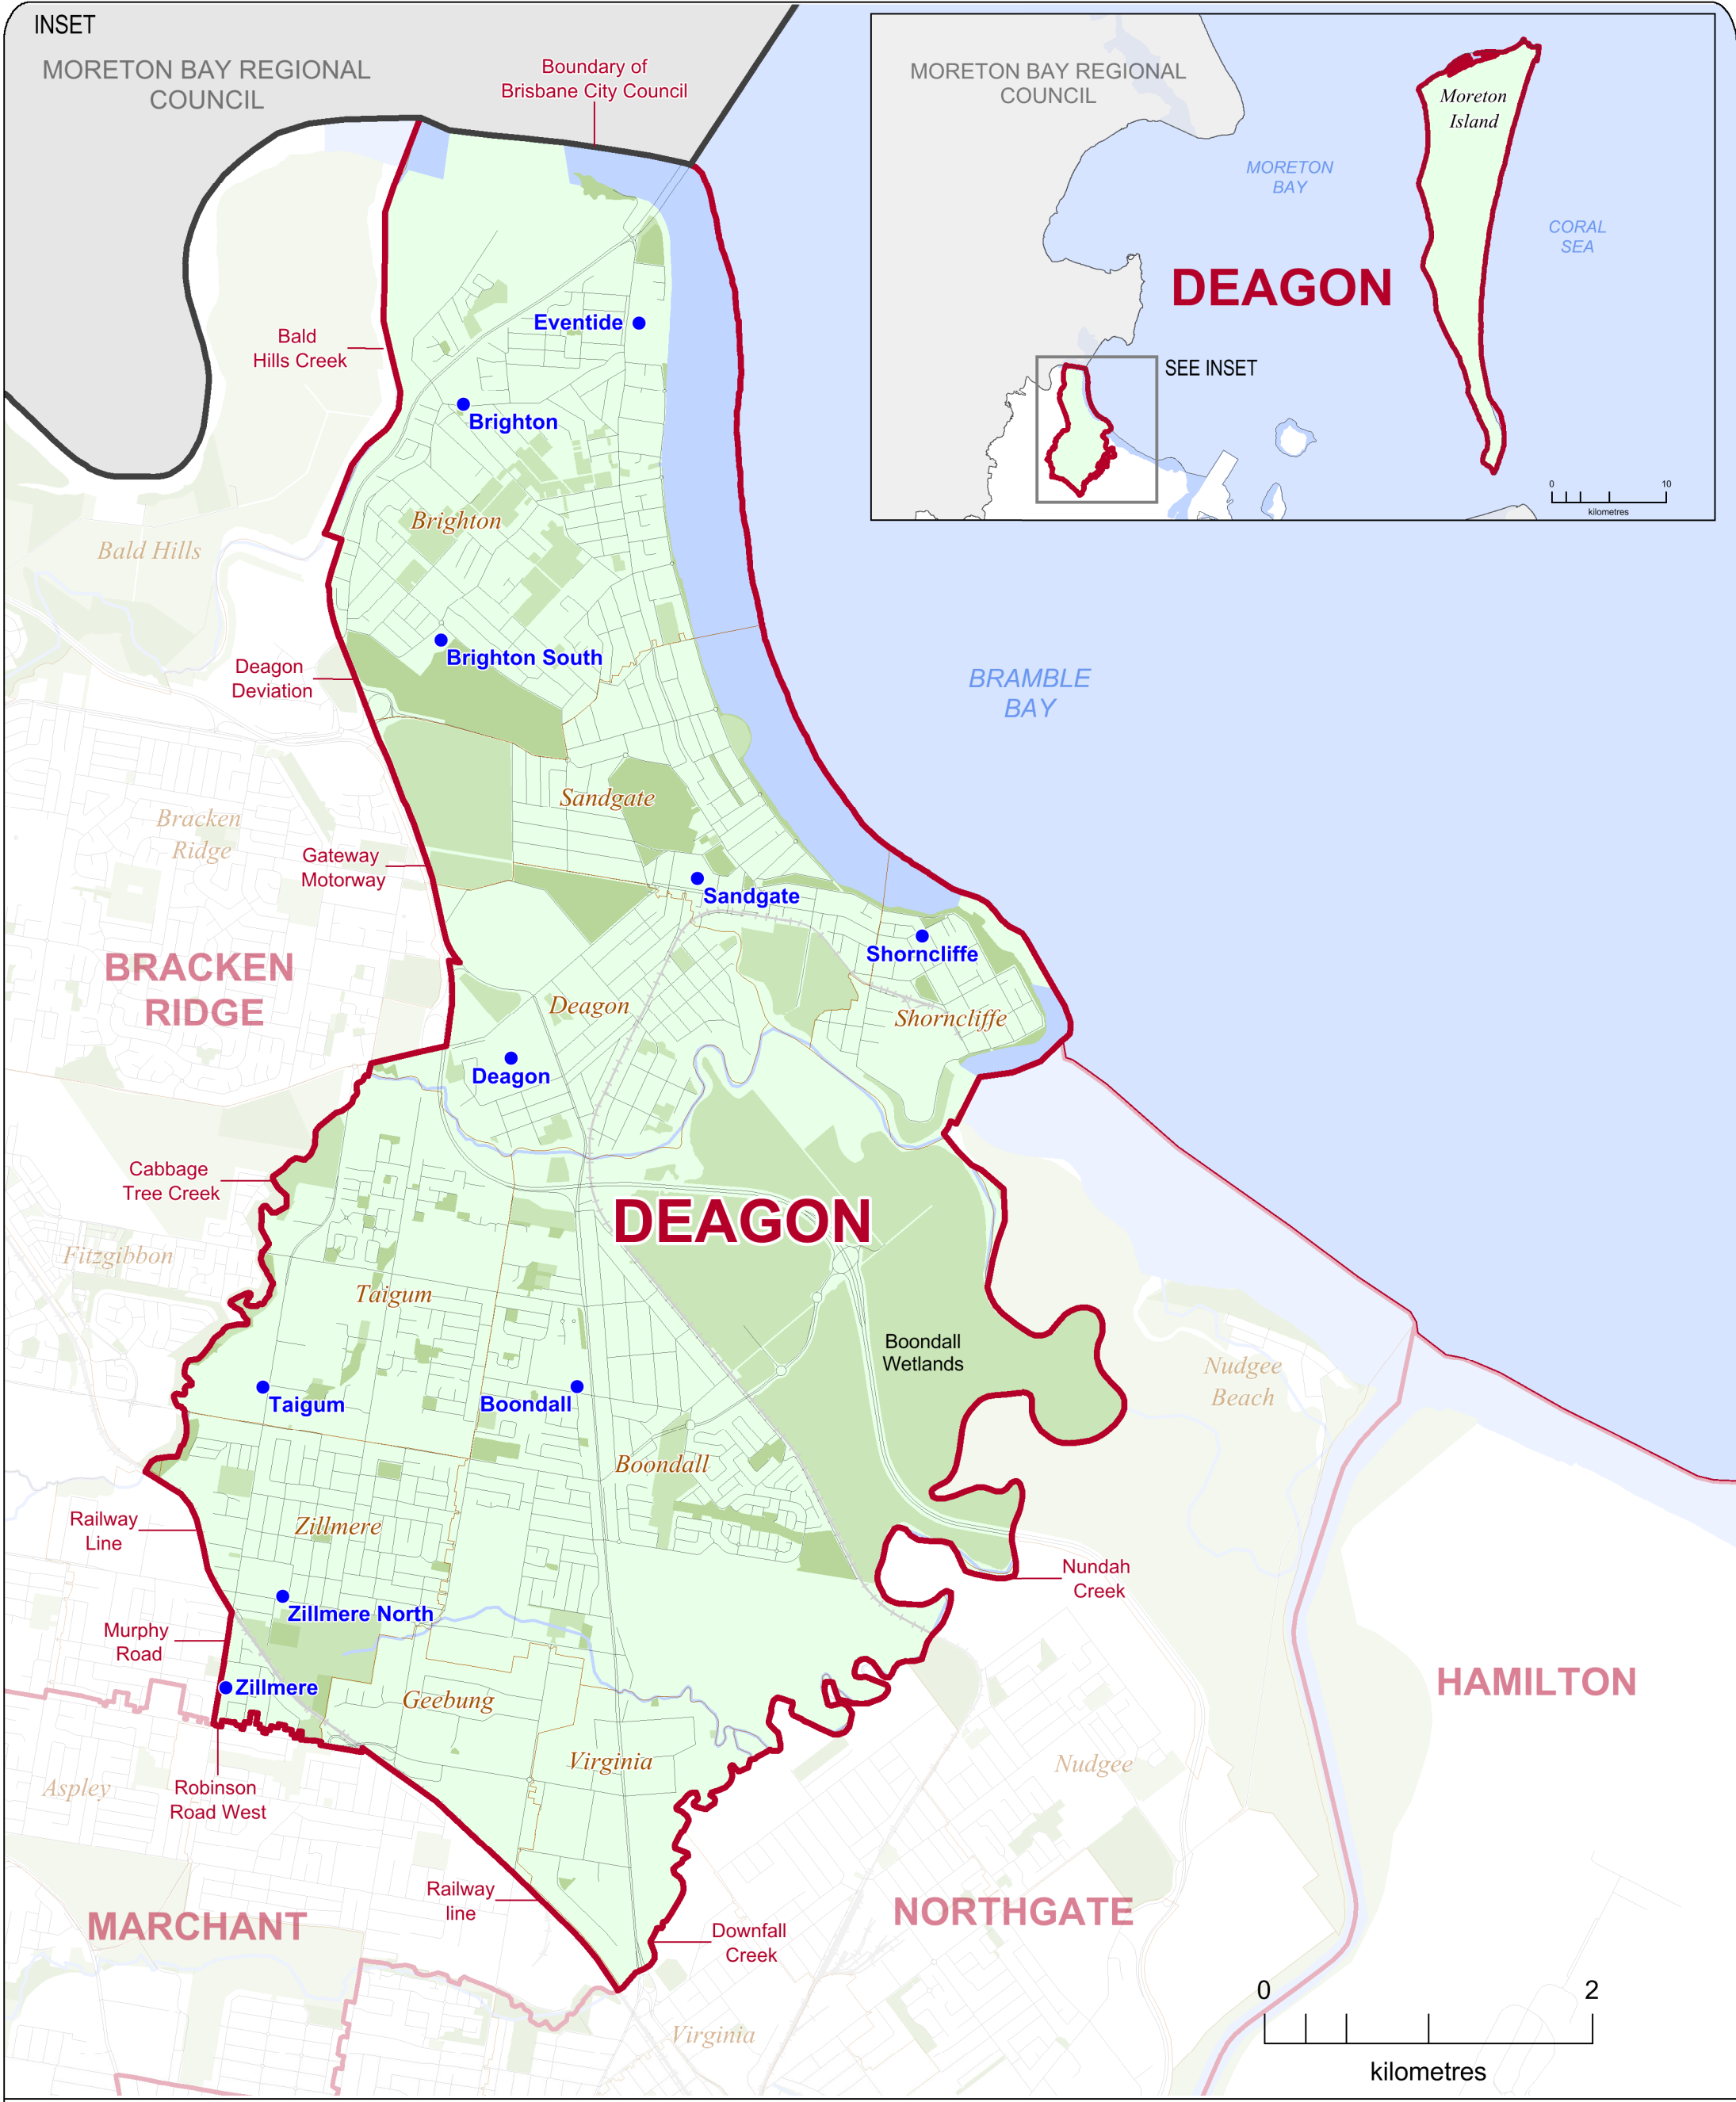 INSET
MORETON BAY REGIONAL
COUNCIL
Boundary of
Brisbane City Council
MORETON BAY REGIONAL
COUNCIL
Moreton
Island
MORETON
BAY
CORAL
SEA
DEAGON
SEE INSET
0
10
kilometres
Bald
Hills Creek
Eventide
Brighton
Brighton
Bald Hills
Brighton South
Deagon
Deviation
BRAMBLE
BAY
Sandgate
Bracken
Ridge
Gateway
Motorway
Sandgate
Shorncliffe
BRACKEN
RIDGE
Deagon
Shorncliffe
Deagon
Cabbage
Tree Creek
DEAGON
Fitzgibbon
Taigum
Boondall
Wetlands
Nudgee
Beach
Taigum
Boondall
Boondall
Railway
Line
Zillmere
Nundah
Creek
Zillmere North
Murphy
Road
Zillmere
HAMILTON
Geebung
Virginia
Nudgee
Aspley
Robinson
Road West
Railway
line
NORTHGATE
MARCHANT
Downfall
Creek
Virginia
0
2
kilometres